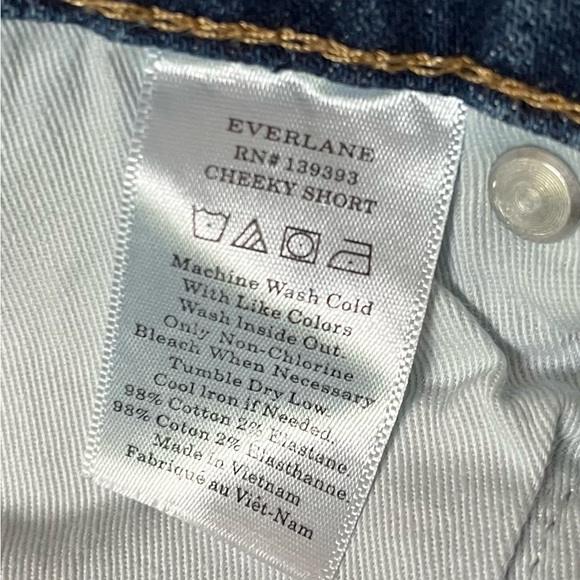 EVERLANE
RN# 139393
CHEEKY SHORT
Machine Wash Cold
With Like Colors
Wash Inside Out.
Only Non-Chlorine
Bleach When Necessary
Tumble Dry Low
Cool Iron if Needed.
98% Cotton 2% Elastane
98% Coton 2% Elasthanne.
Made in Vietnam
Fabriqué au Viêt-Nam